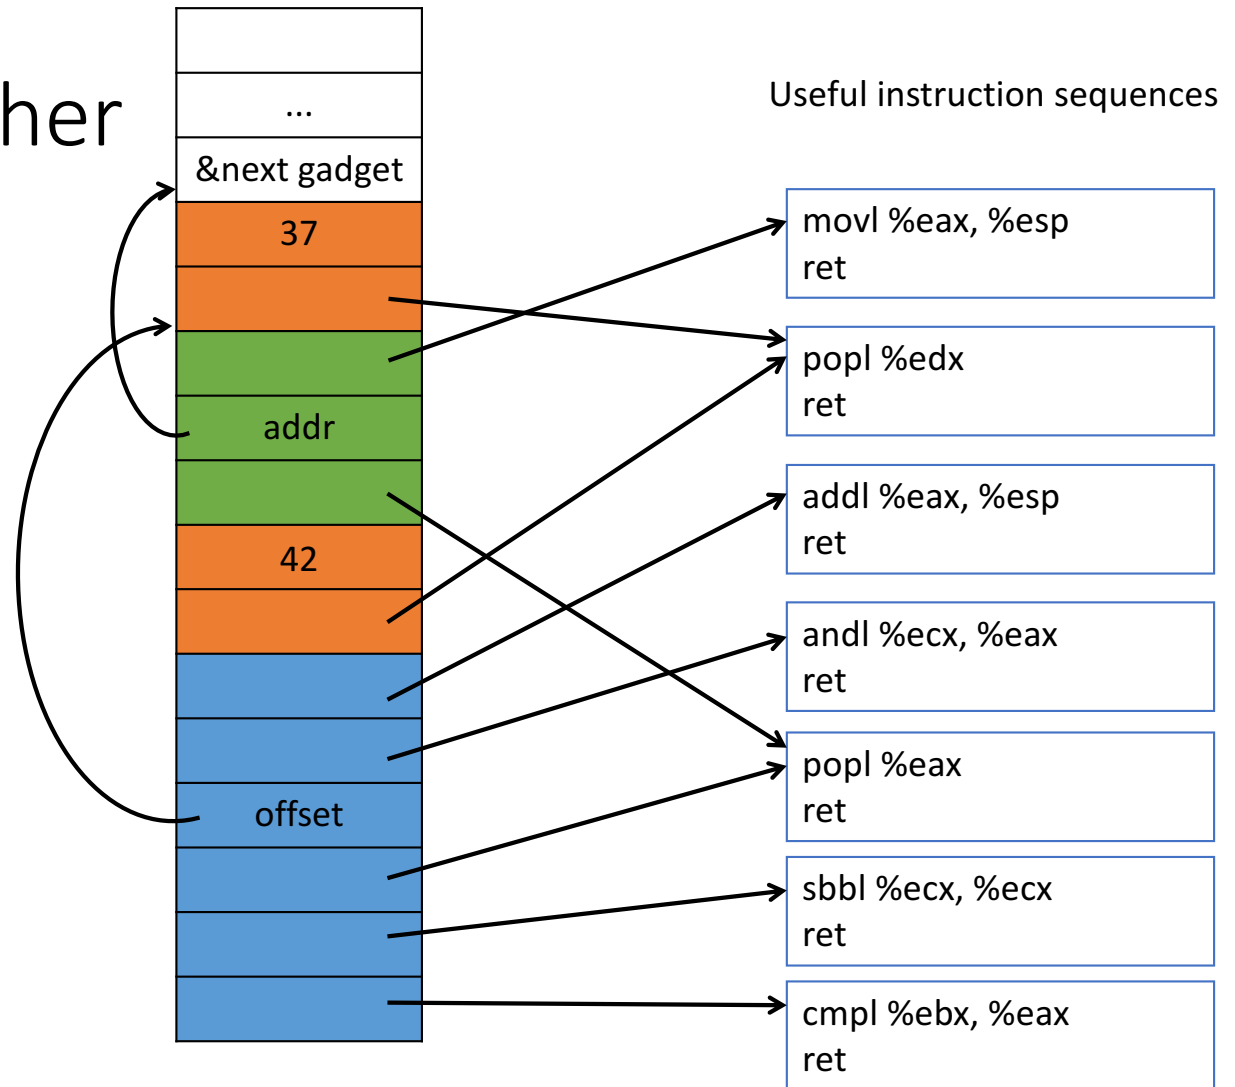 her
...
&next gadget
37
addr
42
offset
Useful instruction sequences
movl %eax, %esp
ret
popl %edx
ret
addl %eax, %esp
ret
andl %ecx, %eax
ret
popl %eax
ret
sbbl %ecx, %ecx
ret
cmpl %ebx, %eax
ret